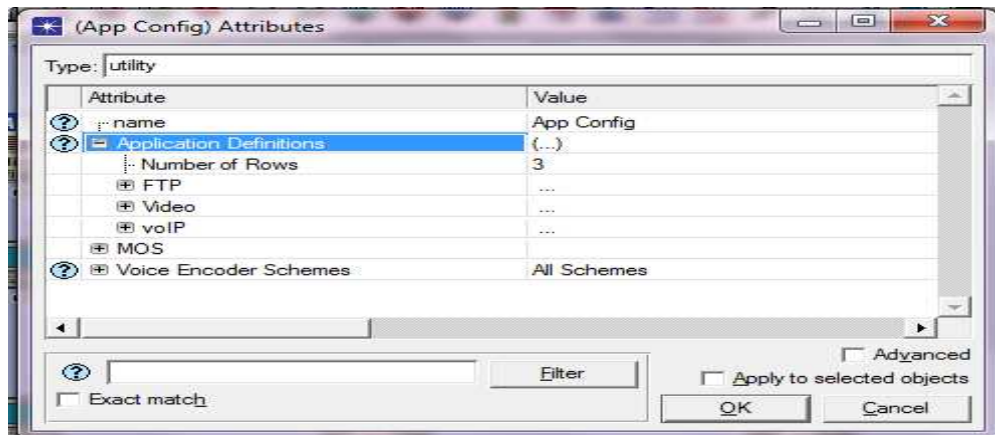 (App Config) Attributes
Type: utility
Attribute Value
name App Config
Application Definitions (...)
Number of Rows 3
FTP ...
Video ...
voIP ...
MOS
Voice Encoder Schemes All Schemes
Advanced
Filter
Apply to selected objects
Exact match
OK Cancel